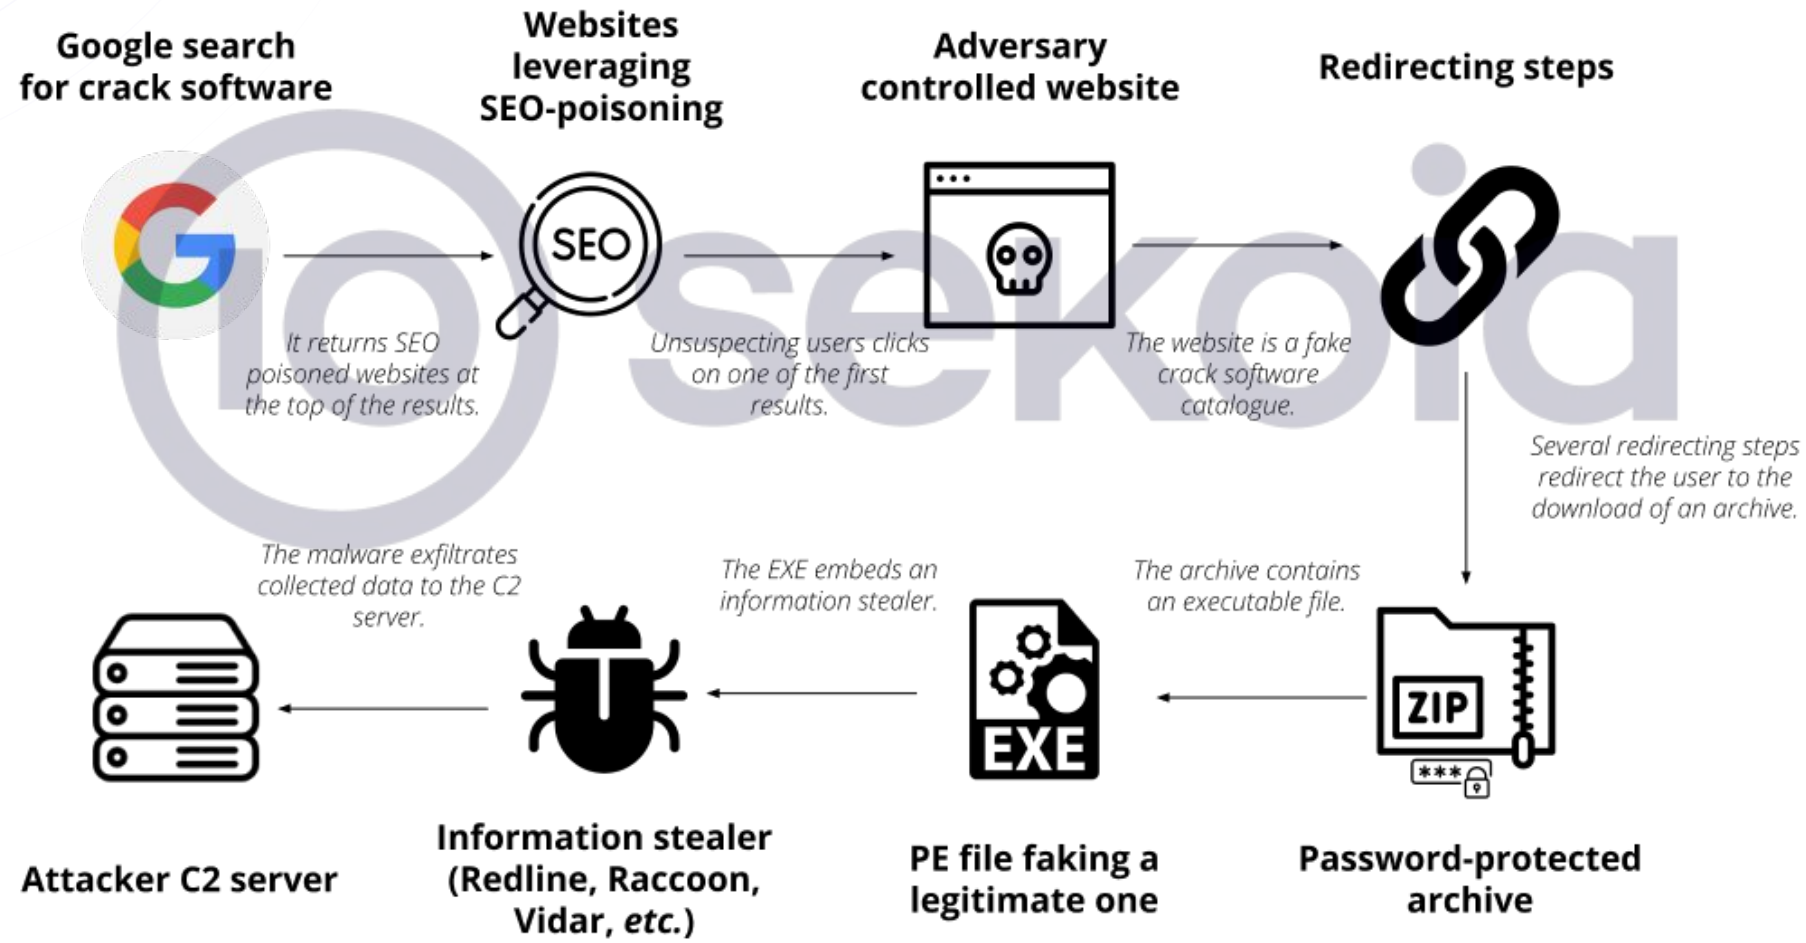 Google search
for crack software
Websites
leveraging
SEO-poisoning
Adversary
controlled website
Redirecting steps
SEO
It returns SEO
poisoned websites at
the top of the results.
Unsuspecting users clicks
on one of the first
results.
The website is a fake
crack software
catalogue.
Several redirecting steps
redirect the user to the
download of an archive.
sekoia
io
The malware exfiltrates
collected data to the C2
server.
The EXE embeds an
information stealer.
The archive contains
an executable file.
EXE
ZIP
***
Attacker C2 server
Information stealer
(Redline, Raccoon,
Vidar, etc.)
PE file faking a
legitimate one
Password-protected
archive